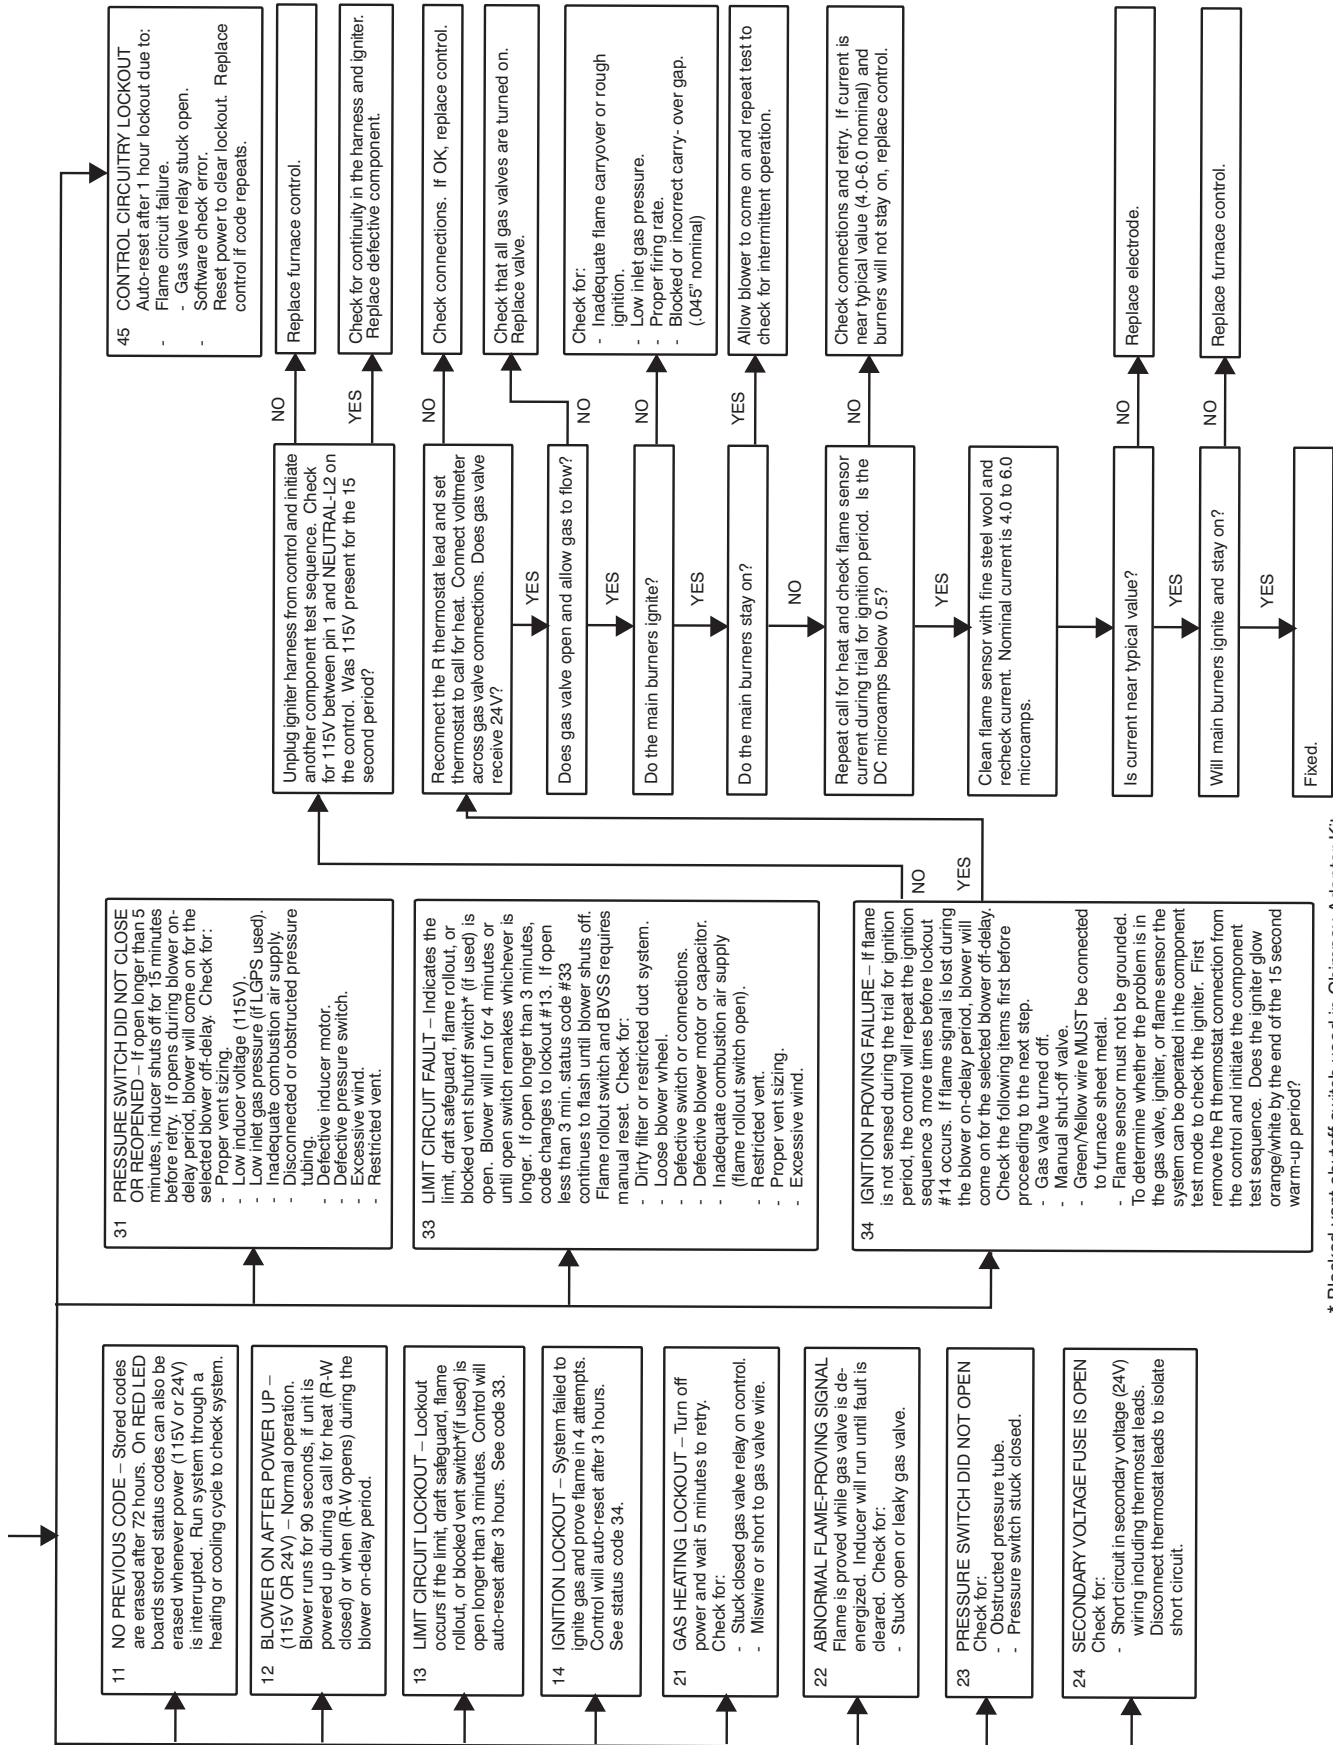 11 NO PREVIOUS CODE – Stored codes
are erased after 72 hours. On RED LED
boards stored status codes can also be
erased whenever power (115V or 24V)
is interrupted. Run system through a
heating or cooling cycle to check system.
12 BLOWER ON AFTER POWER UP –
(115V OR 24V) – Normal operation.
Blower runs for 90 seconds, if unit is
powered up during a call for heat (R-W
closed) or when (R-W opens) during the
blower on-delay period.
13 LIMIT CIRCUIT LOCKOUT – Lockout
occurs if the limit, draft safeguard, flame
rollout, or blocked vent switch*(if used) is
open longer than 3 minutes. Control will
auto-reset after 3 hours. See code 33.
14 IGNITION LOCKOUT – System failed to
ignite gas and prove flame in 4 attempts.
Control will auto-reset after 3 hours.
See status code 34.
21 GAS HEATING LOCKOUT – Turn off
power and wait 5 minutes to retry.
Check for:
- Stuck closed gas valve relay on control.
- Miswire or short to gas valve wire.
22 ABNORMAL FLAME-PROVING SIGNAL
Flame is proved while gas valve is de-
energized. Inducer will run until fault is
cleared. Check for:
- Stuck open or leaky gas valve.
23 PRESSURE SWITCH DID NOT OPEN
Check for:
- Obstructed pressure tube.
- Pressure switch stuck closed.
24 SECONDARY VOLTAGE FUSE IS OPEN
Check for:
- Short circuit in secondary voltage (24V)
wiring including thermostat leads.
Disconnect thermostat leads to isolate
short circuit.
31 PRESSURE SWITCH DID NOT CLOSE
OR REOPENED – If open longer than 5
minutes, inducer shuts off for 15 minutes
before retry. If opens during blower on-
delay period, blower will come on for the
selected blower off-delay. Check for:
- Proper vent sizing.
- Low inducer voltage (115V).
- Low inlet gas pressure (if LGPS used).
- Inadequate combustion air supply.
- Disconnected or obstructed pressure
tubing.
- Defective inducer motor.
- Defective pressure switch.
- Excessive wind.
- Restricted vent.
33 LIMIT CIRCUIT FAULT – Indicates the
limit, draft safeguard, flame rollout, or
blocked vent shutoff switch* (if used) is
open. Blower will run for 4 minutes or
until open switch remakes whichever is
longer. If open longer than 3 minutes,
code changes to lockout #13. If open
less than 3 min. status code #33
continues to flash until blower shuts off.
Flame rollout switch and BVSS requires
manual reset. Check for:
- Dirty filter or restricted duct system.
- Loose blower wheel.
- Defective switch or connections.
- Defective blower motor or capacitor.
- Inadequate combustion air supply
(flame rollout switch open).
- Restricted vent.
- Proper vent sizing.
- Excessive wind.
34 IGNITION PROVING FAILURE – If flame
is not sensed during the trial for ignition
period, the control will repeat the ignition
sequence 3 more times before lockout
#14 occurs. If flame signal is lost during
the blower on-delay period, blower will
come on for the selected blower off-delay.
Check the following items first before
proceeding to the next step.
- Gas valve turned off.
- Manual shut-off valve.
- Green/Yellow wire MUST be connected
to furnace sheet metal.
- Flame sensor must not be grounded.
To determine whether the problem is in
the gas valve, igniter, or flame sensor the
system can be operated in the component
test mode to check the igniter. First
remove the R thermostat connection from
the control and initiate the component
test sequence. Does the igniter glow
orange/white by the end of the 15 second
warm-up period?
NO
YES
45 CONTROL CIRCUITRY LOCKOUT
Auto-reset after 1 hour lockout due to:
- Flame circuit failure.
- Gas valve relay stuck open.
- Software check error.
Reset power to clear lockout. Replace
control if code repeats.
Unplug igniter harness from control and initiate
another component test sequence. Check
for 115V between pin 1 and NEUTRAL-L2 on
the control. Was 115V present for the 15
second period?
NO
Replace furnace control.
YES
Check for continuity in the harness and igniter.
Replace defective component.
Reconnect the R thermostat lead and set
thermostat to call for heat. Connect voltmeter
across gas valve connections. Does gas valve
receive 24V?
NO
Check connections. If OK, replace control.
YES
Does gas valve open and allow gas to flow?
NO
Check that all gas valves are turned on.
Replace valve.
YES
Do the main burners ignite?
NO
Check for:
- Inadequate flame carryover or rough
ignition.
- Low inlet gas pressure.
- Proper firing rate.
- Blocked or incorrect carry- over gap.
(.045” nominal)
YES
Do the main burners stay on?
YES
Allow blower to come on and repeat test to
check for intermittent operation.
NO
Repeat call for heat and check flame sensor
current during trial for ignition period. Is the
DC microamps below 0.5?
NO
Check connections and retry. If current is
near typical value (4.0-6.0 nominal) and
burners will not stay on, replace control.
YES
Clean flame sensor with fine steel wool and
recheck current. Nominal current is 4.0 to 6.0
microamps.
Is current near typical value?
NO
Replace electrode.
YES
Will main burners ignite and stay on?
NO
Replace furnace control.
YES
Fixed.